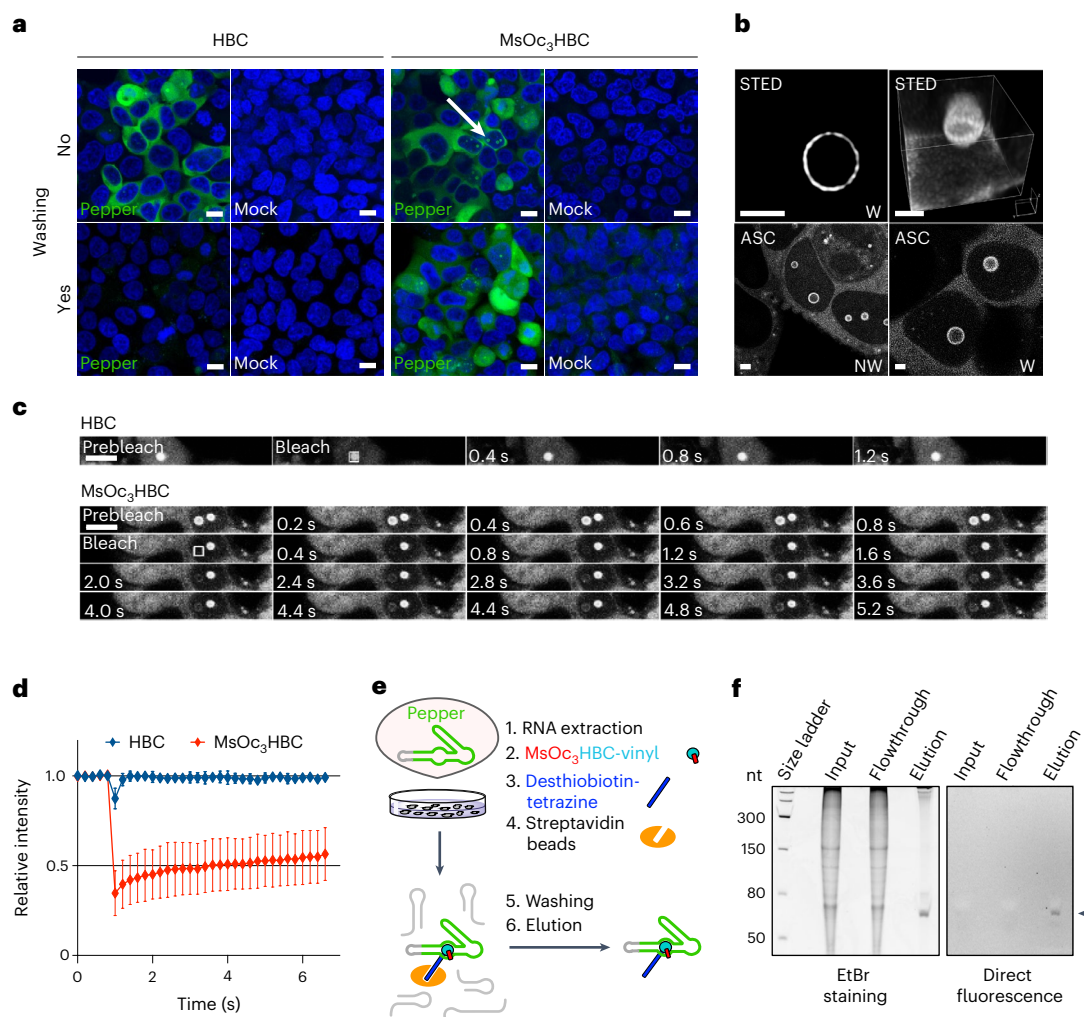 a
HBC
MsOc3HBC
Washing
No
Yes
Pepper
Mock
Pepper
Mock
Pepper
Mock
Pepper
Mock
b
STED
W
STED
ASC
NW
ASC
W
c
HBC
Prebleach
Bleach
0.4 s
0.8 s
1.2 s
MsOc3HBC
Prebleach
0.2 s
0.4 s
0.6 s
0.8 s
Bleach
0.4 s
0.8 s
1.2 s
1.6 s
2.0 s
2.4 s
2.8 s
3.2 s
3.6 s
4.0 s
4.4 s
4.4 s
4.8 s
5.2 s
d
HBC
MsOc3HBC
Relative intensity
1.0
0.5
0
0
2
4
6
Time (s)
e
Pepper
1. RNA extraction
2. MsOc3HBC-vinyl
3. Desthiobiotin-
tetrazine
4. Streptavidin
beads
5. Washing
6. Elution
f
Size ladder
Input
Flowthrough
Elution
Input
Flowthrough
Elution
nt
300
150
80
50
EtBr
staining
Direct
fluorescence